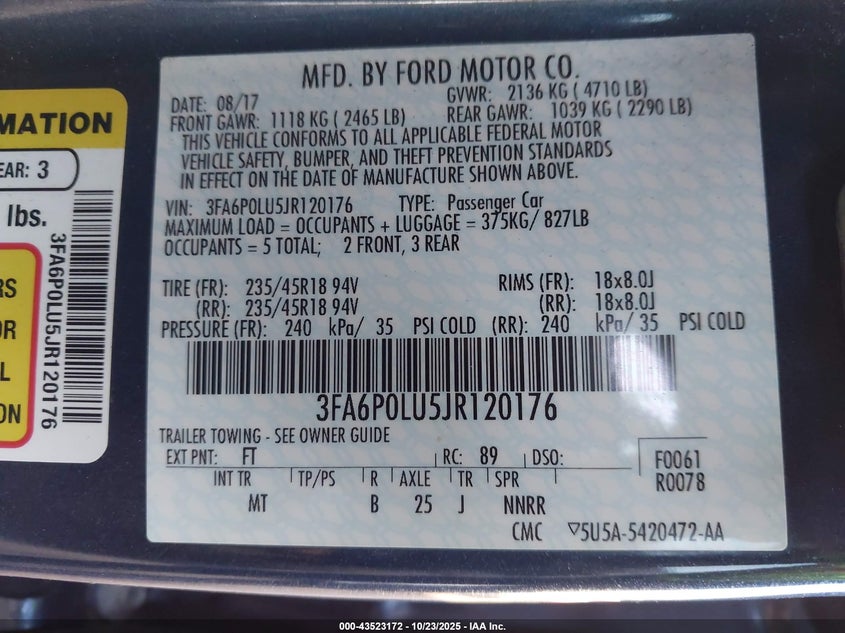 MATION
EAR: 3
lbs.
RS
OR
L
ON
3FA6P0LU5JR120176
MFD. BY FORD MOTOR CO.
DATE: 08/17 GVWR: 2136 KG ( 4710 LB)
FRONT GAWR: 1118 KG ( 2465 LB) REAR GAWR: 1039 KG ( 2290 LB)
THIS VEHICLE CONFORMS TO ALL APPLICABLE FEDERAL MOTOR
VEHICLE SAFETY, BUMPER, AND THEFT PREVENTION STANDARDS
IN EFFECT ON THE DATE OF MANUFACTURE SHOWN ABOVE.
VIN: 3FA6P0LU5JR120176 TYPE: Passenger Car
MAXIMUM LOAD = OCCUPANTS + LUGGAGE = 375KG/ 827LB
OCCUPANTS = 5 TOTAL; 2 FRONT, 3 REAR
TIRE (FR): 235/45R18 94V RIMS (FR): 18x8.0J
(RR): 235/45R18 94V (RR): 18x8.0J
PRESSURE (FR): 240 kPa/ 35 PSI COLD (RR): 240 kPa/ 35 PSI COLD
3FA6P0LU5JR120176
TRAILER TOWING - SEE OWNER GUIDE
EXT PNT: FT RC: 89 DSO: F0061
R0078
INT TR TP/PS R AXLE TR SPR
MT B 25 J NNRR
CMC ▽5U5A-5420472-AA
000-43523172 • 10/23/2025 - IAA Inc.